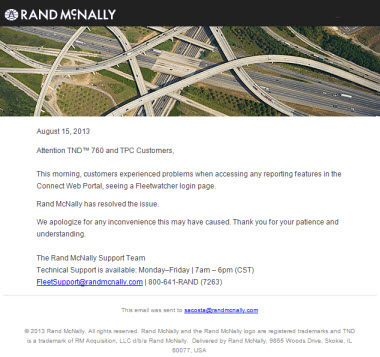 RAND McNALLY
August 15, 2013
Attention TND™ 760 and TPC Customers,
This morning, customers experienced problems when accessing any reporting features in the
Connect Web Portal, seeing a Fleetwatcher login page.
Rand McNally has resolved the issue.
We apologize for any inconvenience this may have caused. Thank you for your patience and
understanding.
The Rand McNally Support Team
Technical Support is available: Monday–Friday | 7am – 6pm (CST)
FleetSupport@randmcnally.com | 800-641-RAND (7263)
This email was sent to sacosta@randmcnally.com
© 2013 Rand McNally. All rights reserved. Rand McNally and the Rand McNally logo are registered trademarks and TND
is a trademark of RM Acquisition, LLC d/b/a Rand McNally. Delivered by Rand McNally, 9855 Woods Drive, Skokie, IL
60077, USA